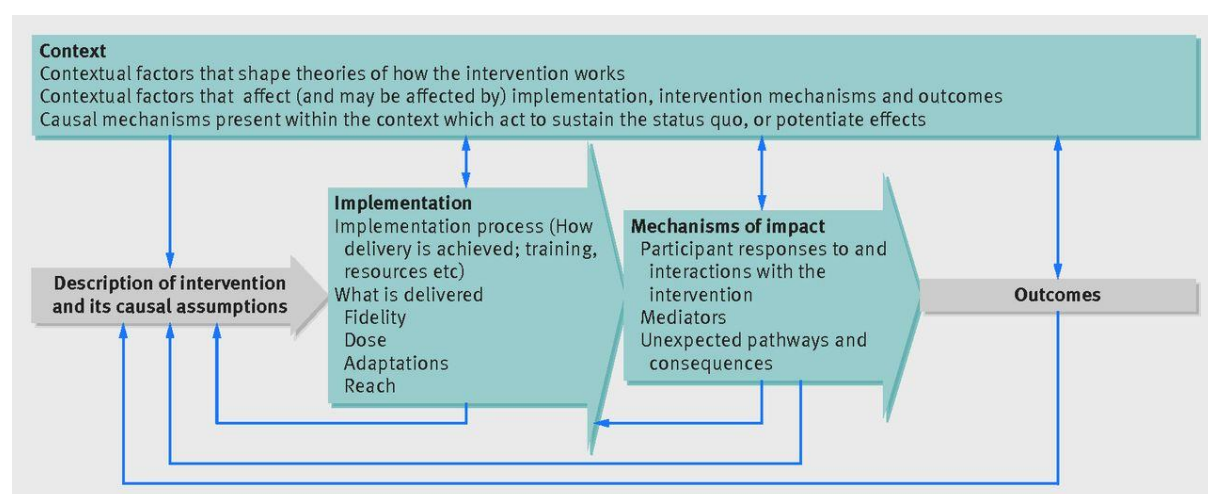 Context
Contextual factors that shape theories of how the intervention works
Contextual factors that affect (and may be affected by) implementation, intervention mechanisms and outcomes
Causal mechanisms present within the context which act to sustain the status quo, or potentiate effects
Description of intervention
and its causal assumptions
Implementation
Implementation process (How
delivery is achieved; training,
resources etc)
What is delivered
Fidelity
Dose
Adaptations
Reach
Mechanisms of impact
Participant responses to and
interactions with the
intervention
Mediators
Unexpected pathways and
consequences
Outcomes